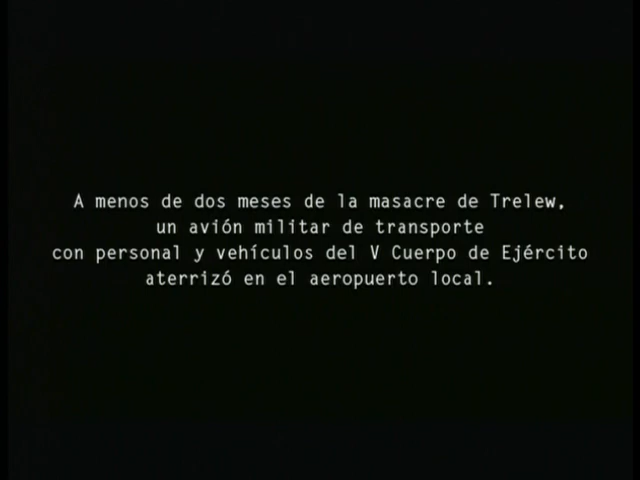 A menos de dos meses de la masacre de Trelew,
un avión militar de transporte
con personal y vehículos del V Cuerpo de Ejército
aterrizó en el aeropuerto local.